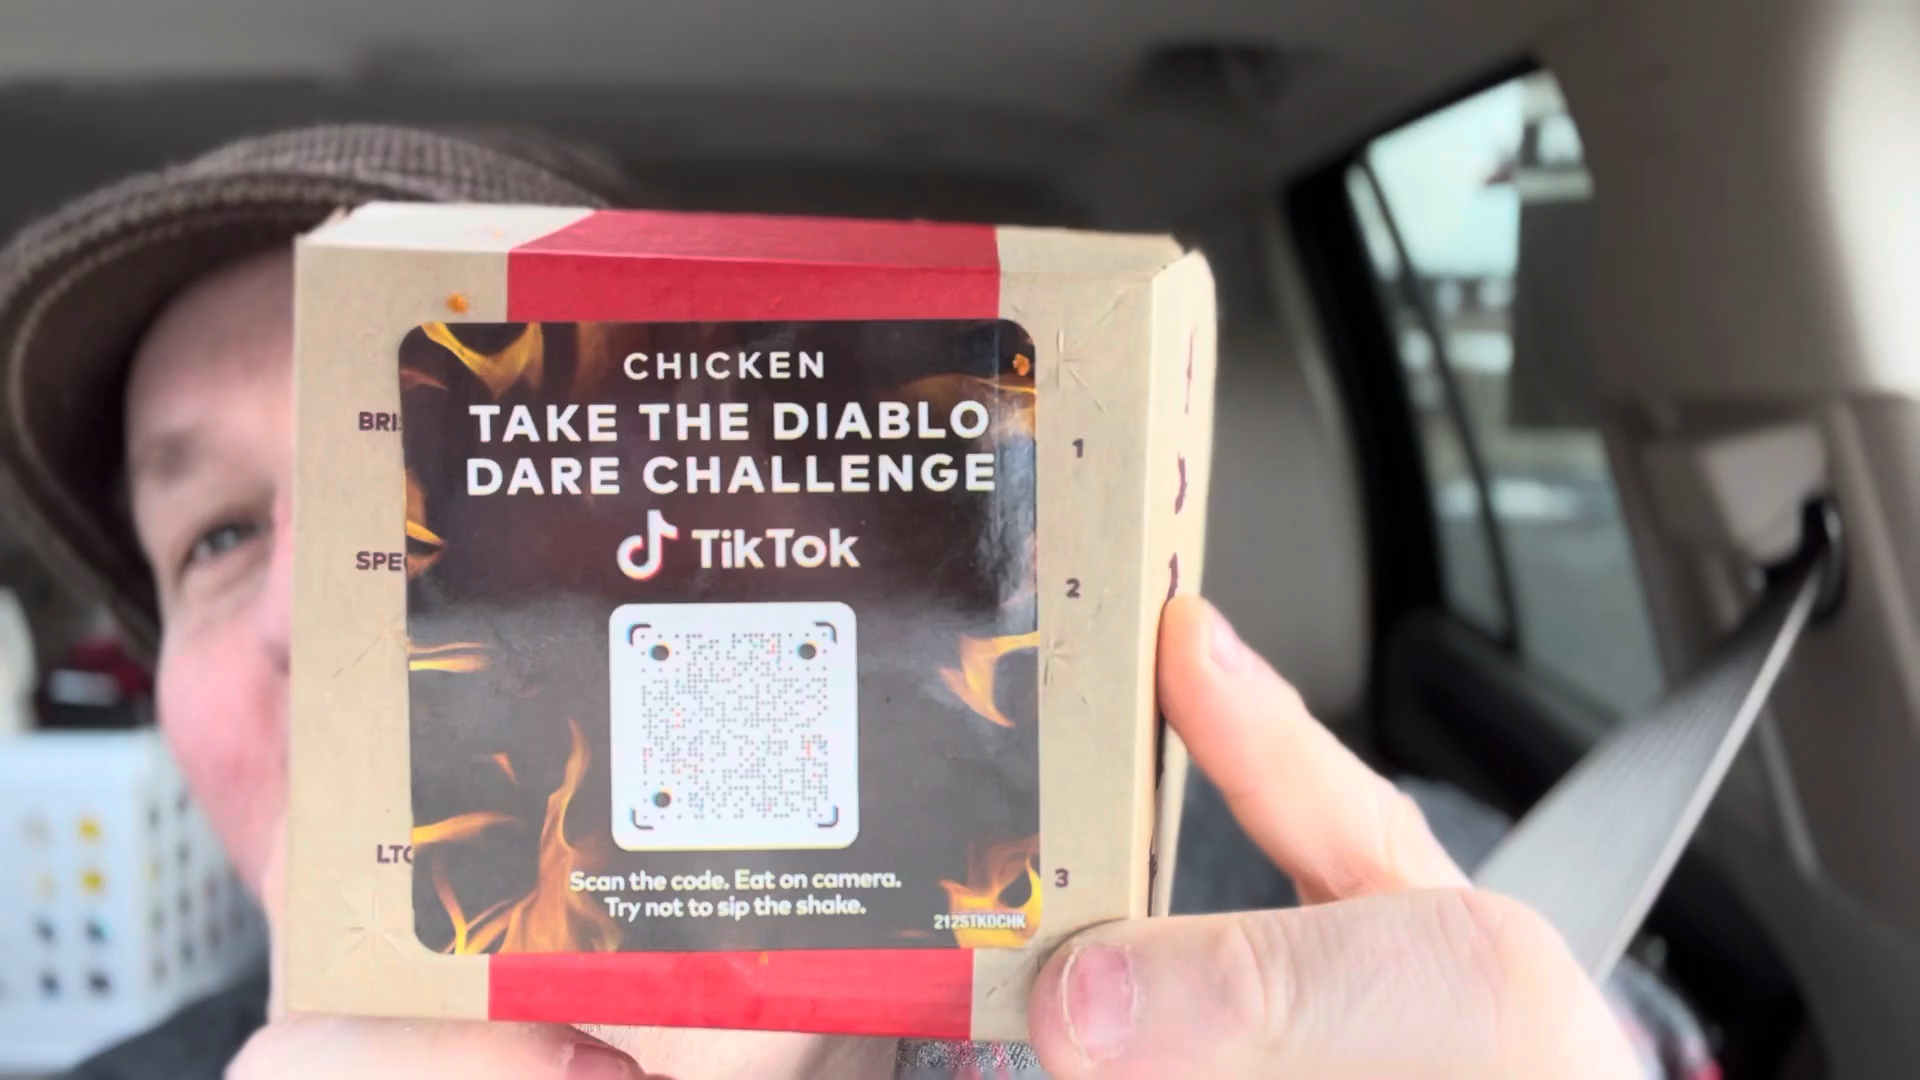 CHICKEN
TAKE THE DIABLO
DARE CHALLENGE
TikTok
Scan the code. Eat on camera.
Try not to sip the shake.
212STKDCHK
1
2
3